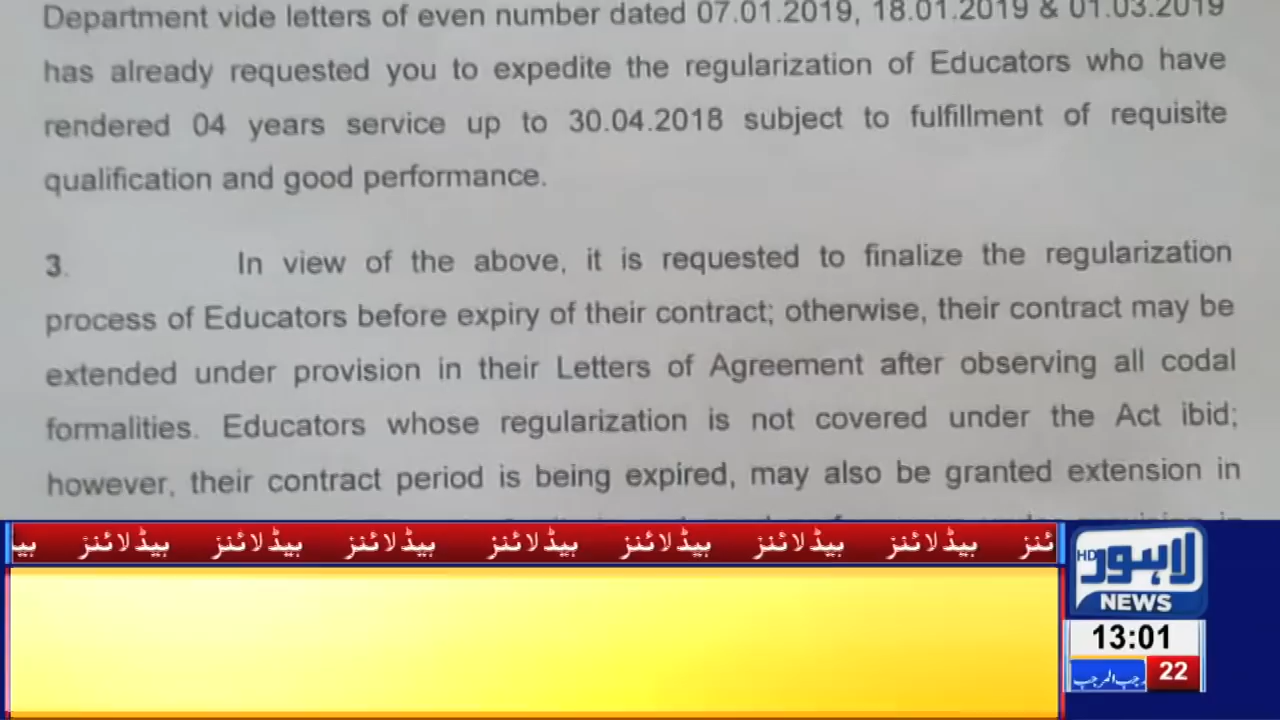 Department vide letters of even number dated 07.01.2019, 18.01.2019 & 01.03.2019
has already requested you to expedite the regularization of Educators who have
rendered 04 years service up to 30.04.2018 subject to fulfillment of requisite
qualification and good performance.
3. In view of the above, it is requested to finalize the regularization
process of Educators before expiry of their contract; otherwise, their contract may be
extended under provision in their Letters of Agreement after observing all codal
formalities. Educators whose regularization is not covered under the Act ibid;
however, their contract period is being expired, may also be granted extension in
ہیڈلائنز ہیڈلائنز ہیڈلائنز ہیڈلائنز ہیڈلائنز ہیڈلائنز ہیڈلائنز
لاہور HD
NEWS
13:01
رجب المرجب 22